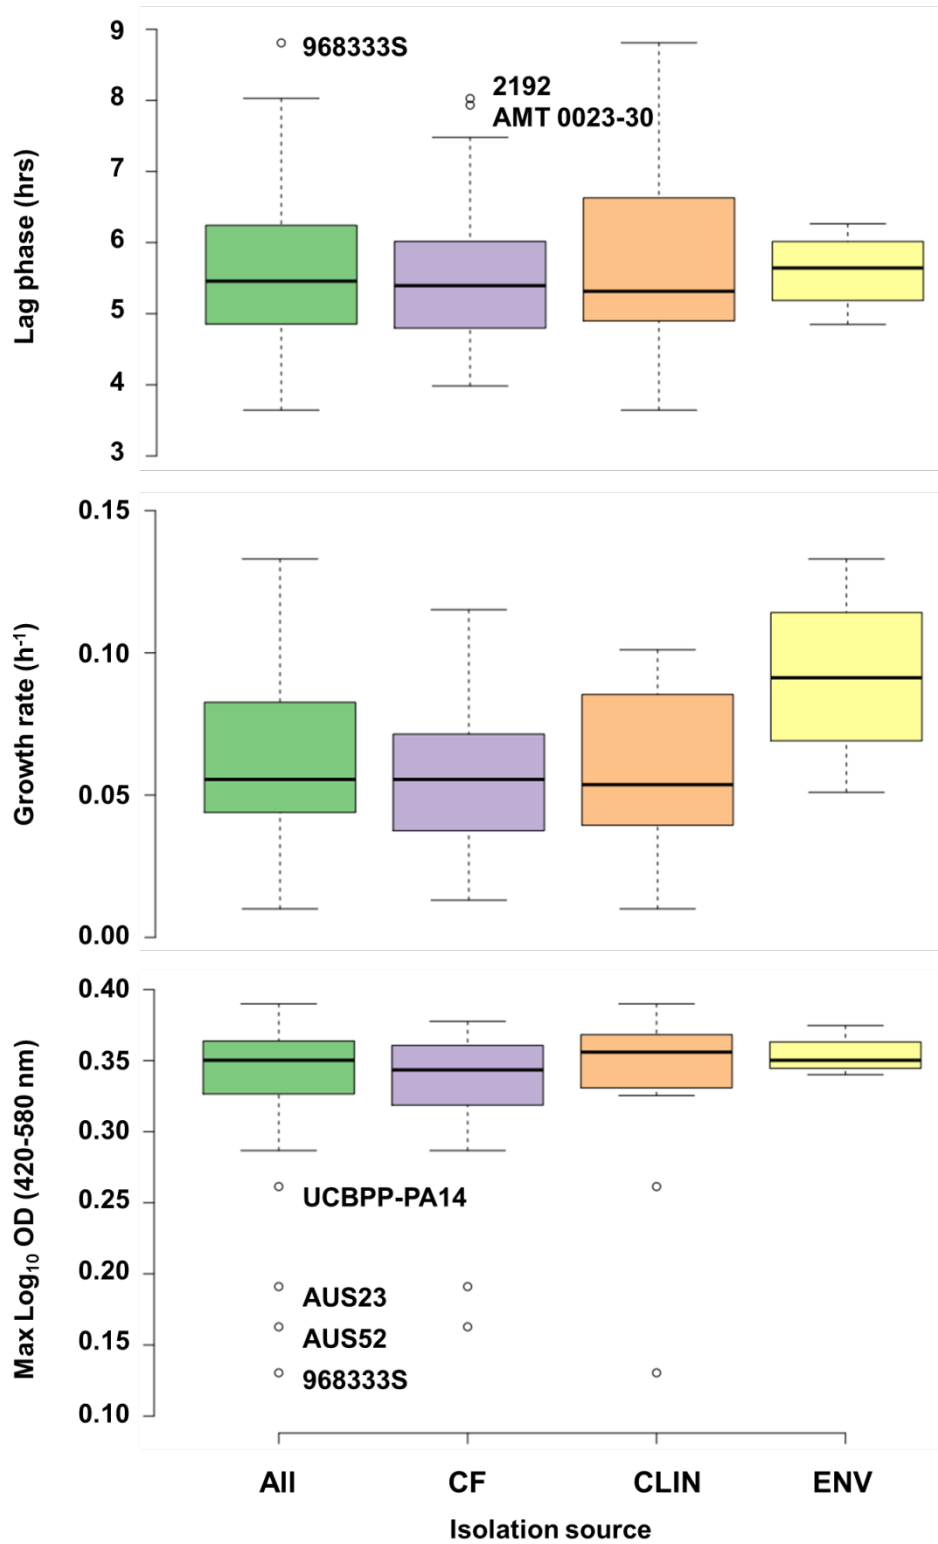 9
968333S
2192
8
AMT 0023-30
7
Lag phase (hrs)
6
5
4
3
0.15
0.10
Growth rate (h⁻¹)
0.05
0.00
0.40
0.35
0.30
Max Log₁₀ OD (420-580 nm)
0.25
UCBPP-PA14
0.20
AUS23
0.15
AUS52
968333S
0.10
All
CF
CLIN
ENV
Isolation source